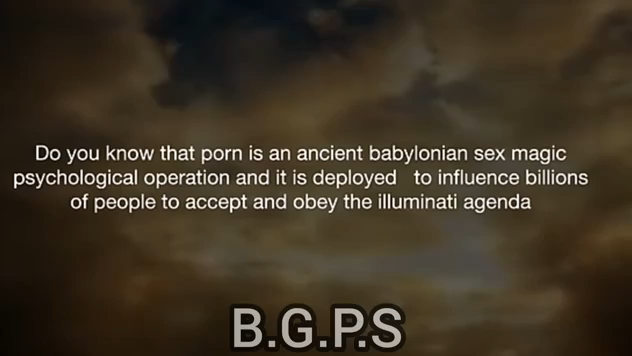 Do you know that porn is an ancient babylonian sex magic
psychological operation and it is deployed to influence billions
of people to accept and obey the illuminati agenda
B.G.P.S